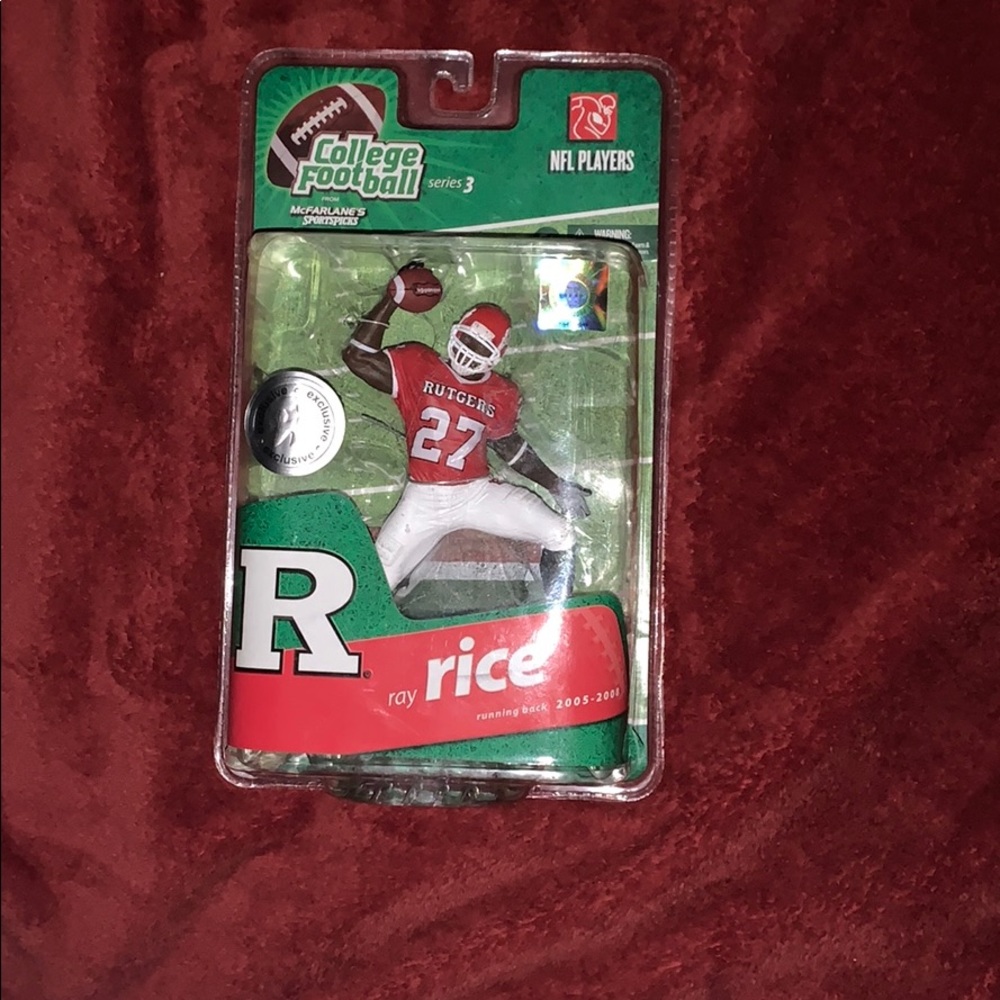 College
Football series 3
FROM
McFARLANE'S
SPORTSPICKS
NFL PLAYERS
WARNING:
exclusive
exclusive
RUTGERS
27
R
ray rice
running back 2005-2008